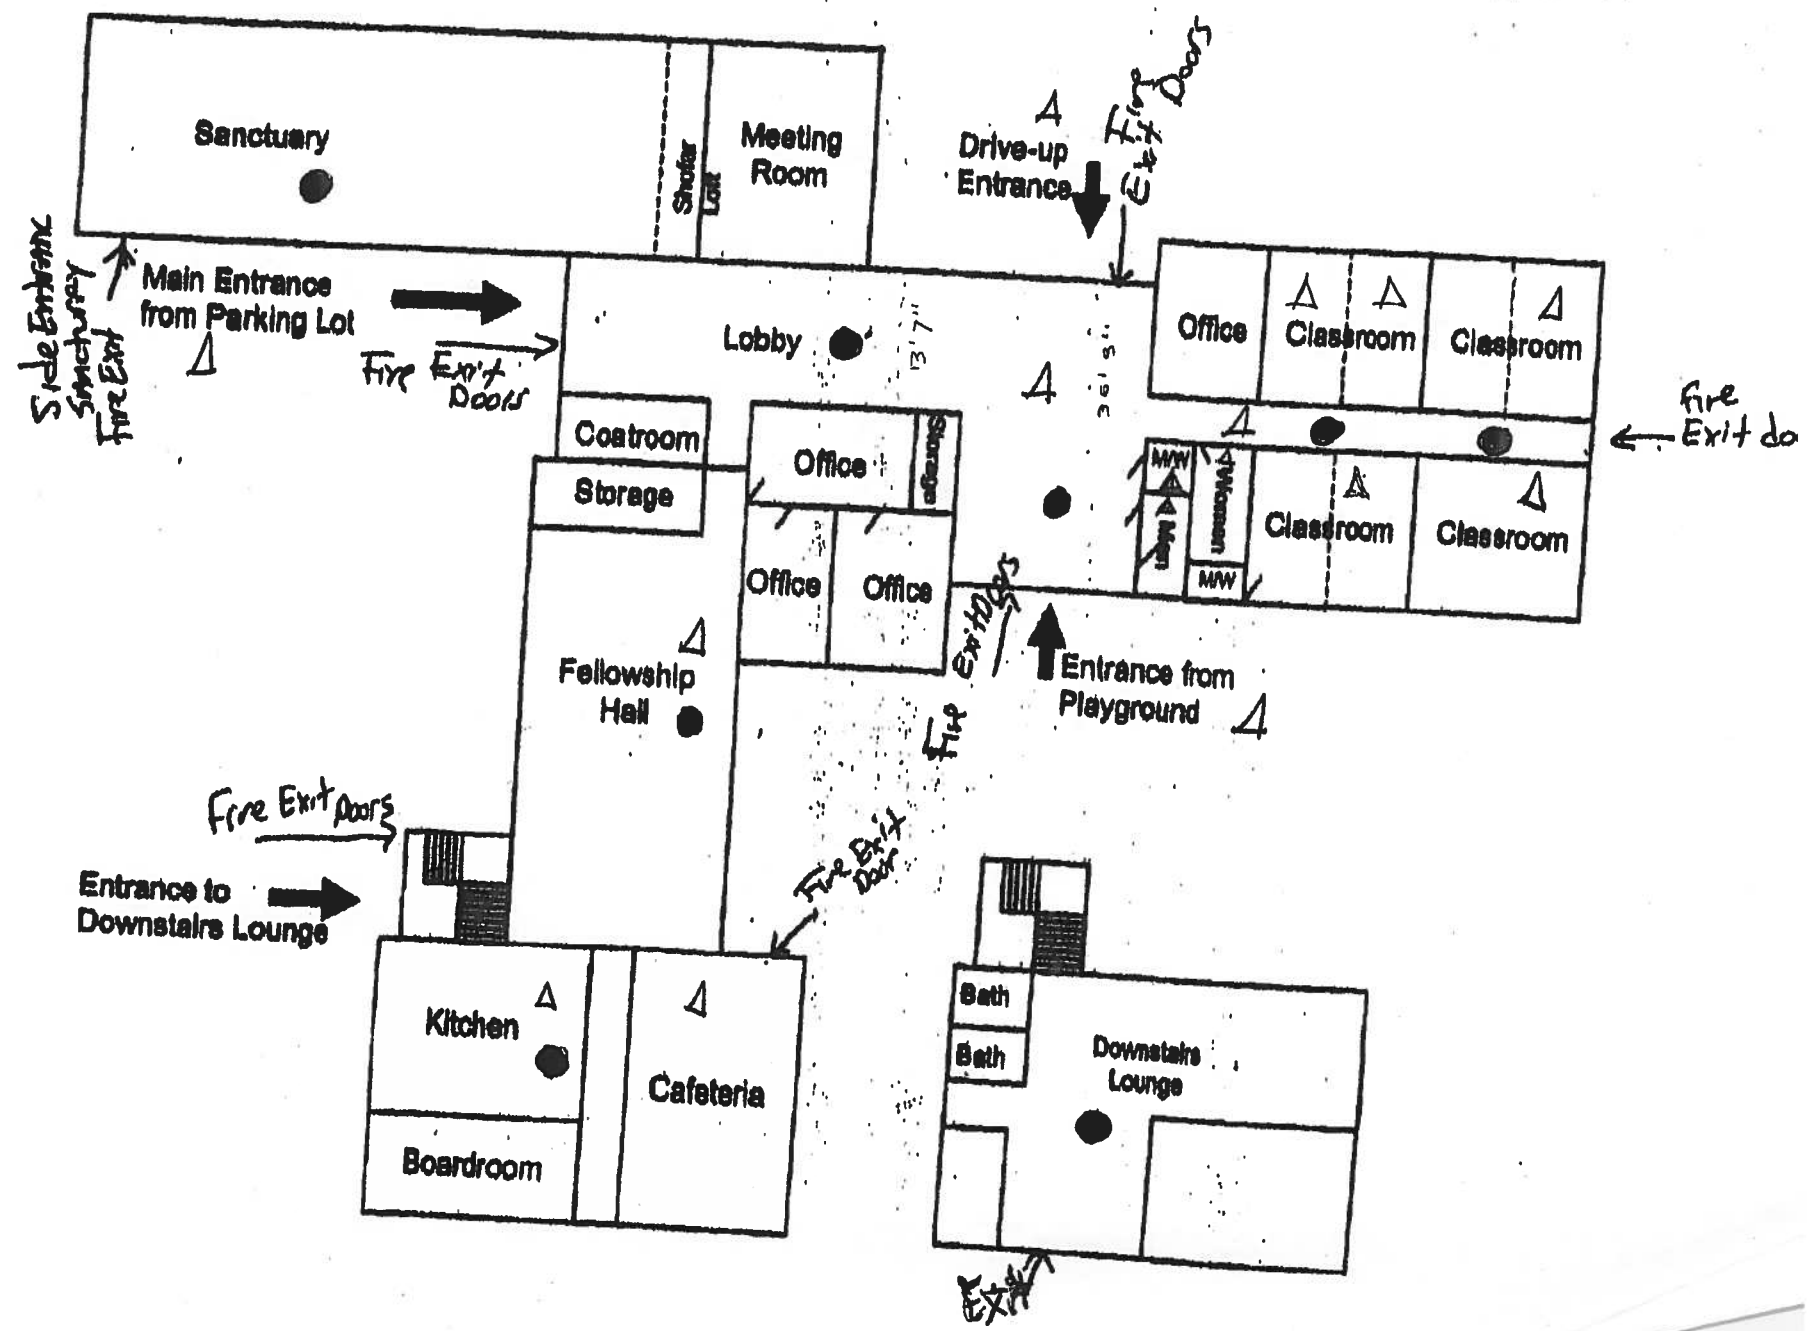 Sanctuary
Shofar
Loft
Meeting
Room
Drive-up
Entrance
Fire
Exit Doors
Side Entranc
Sanctuary
Fire Exit
Main Entrance
from Parking Lot
Fire Exit
Doors
Lobby
13'7"
Office
Classroom
Classroom
Fire
Exit do
Coatroom
Storage
Office
Storage
Office
Office
M/W
Men
Women
M/W
Classroom
Classroom
Fire Exit Doors
Entrance from
Playground
Fellowship
Hall
Fire Exit Doors
Entrance to
Downstairs Lounge
Fire Exit
Door
Kitchen
Cafeteria
Boardroom
Bath
Bath
Downstairs
Lounge
Exit